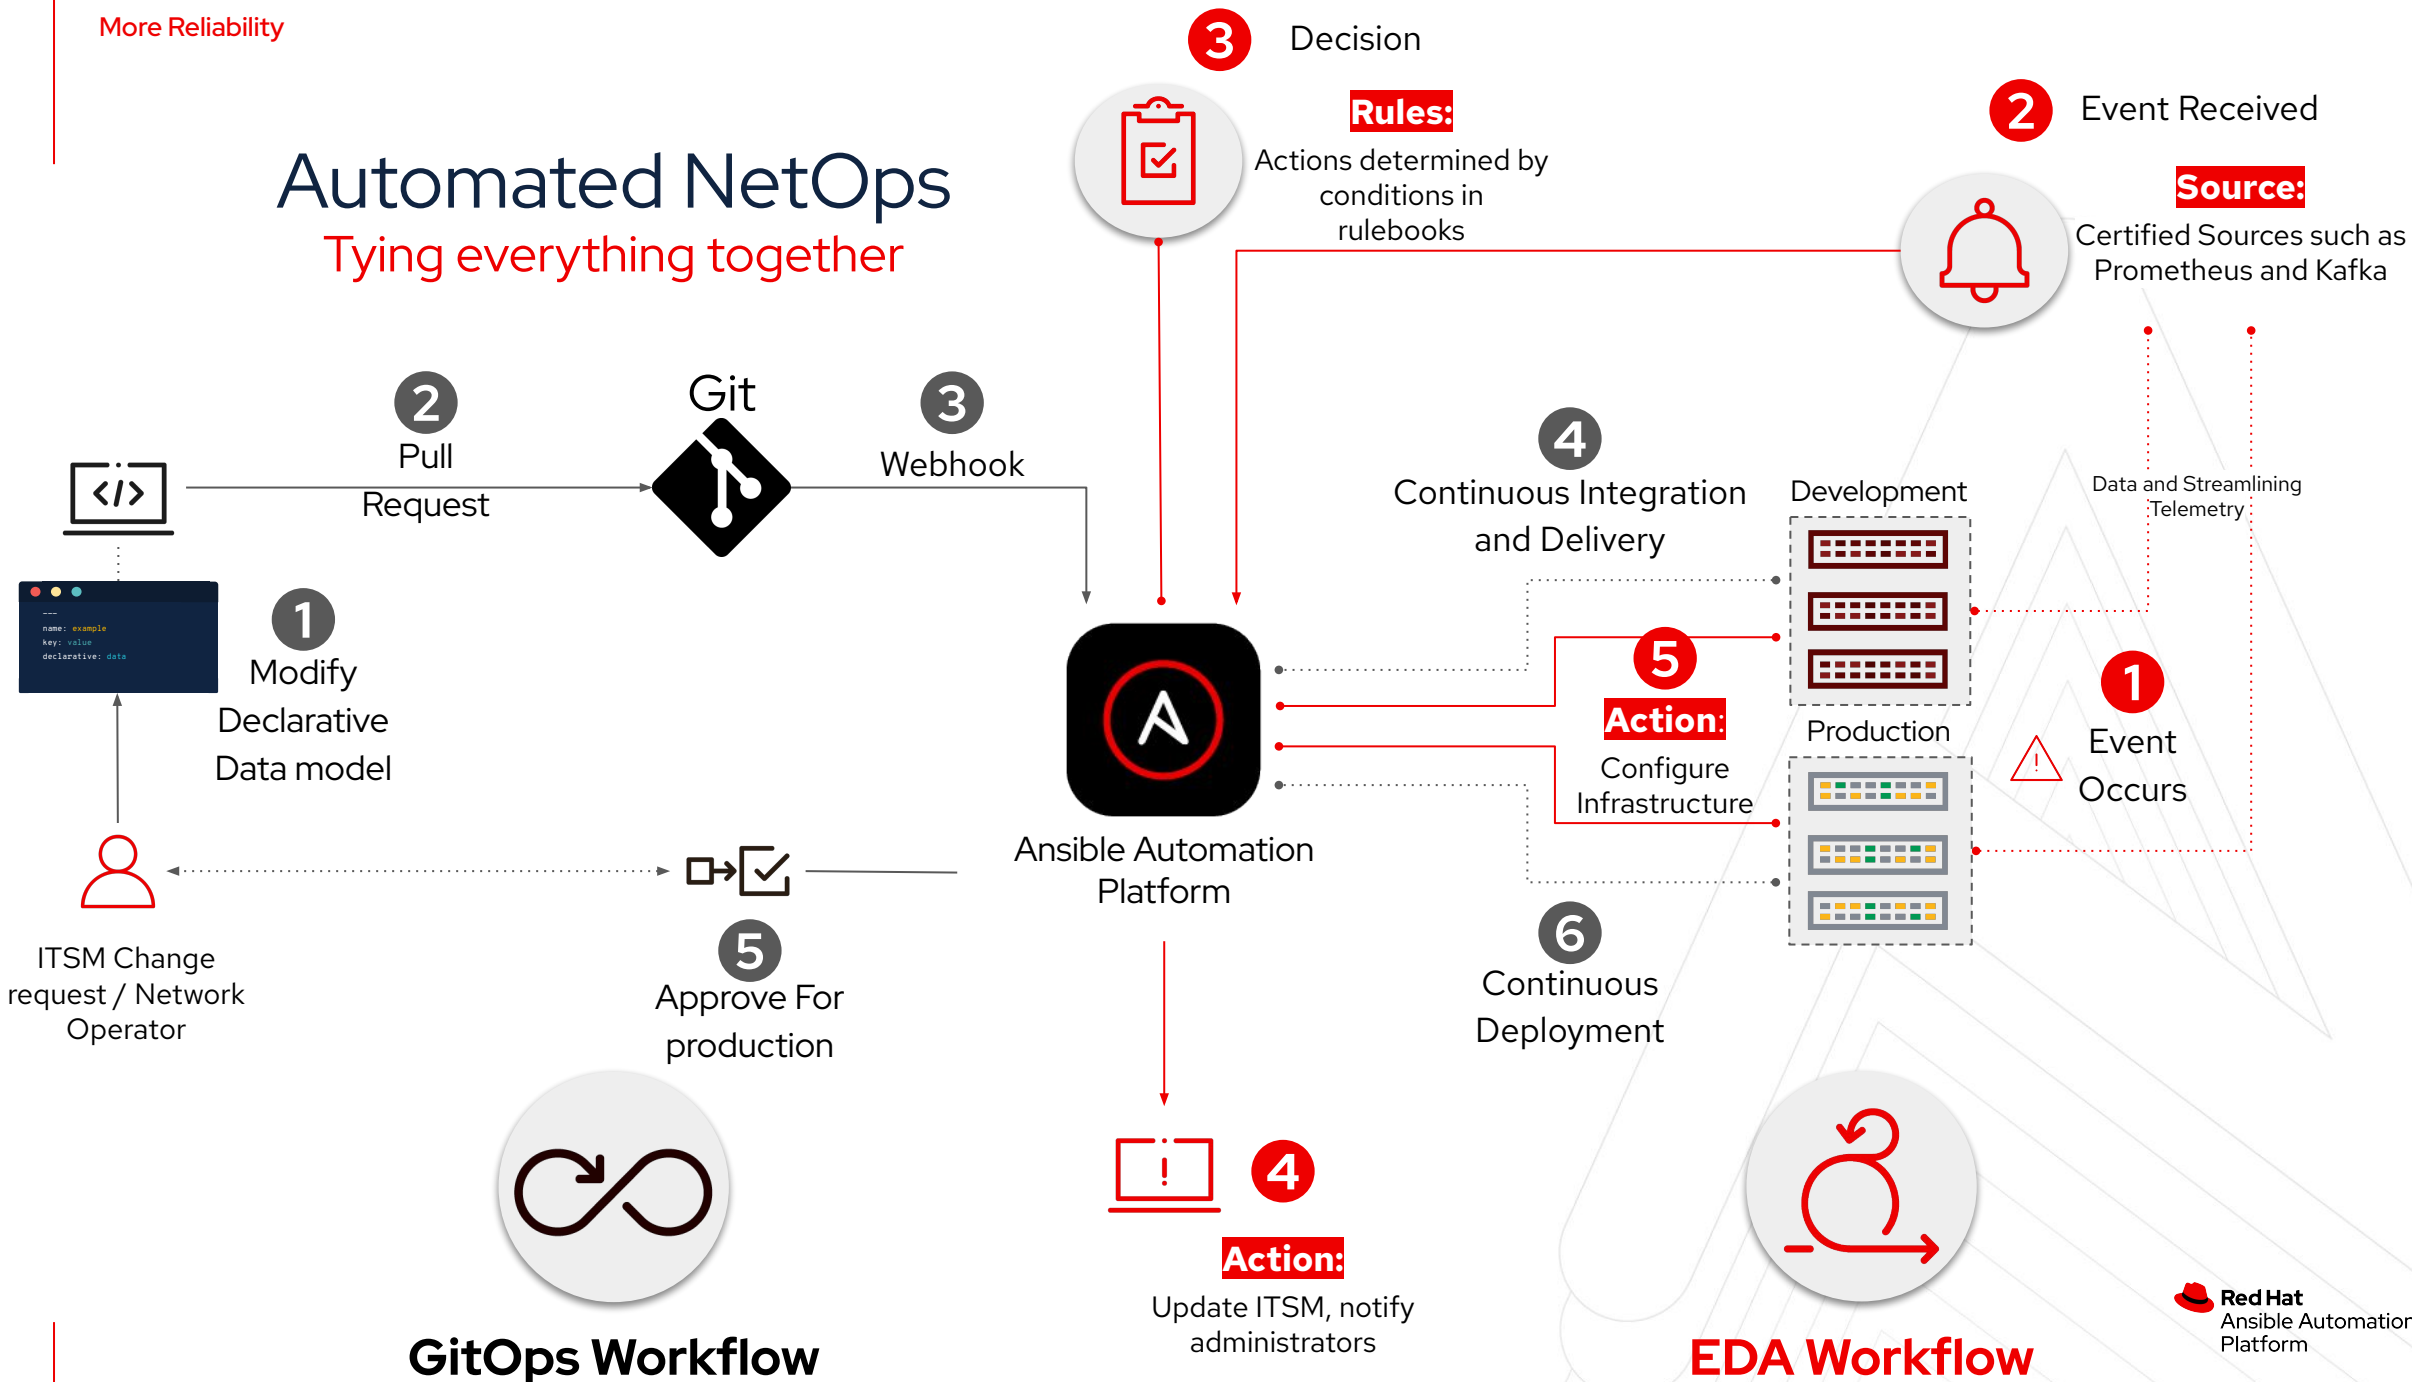 More Reliability
Automated NetOps
Tying everything together
3
Decision
Rules:
Actions determined by
conditions in
rulebooks
2
Event Received
Source:
Certified Sources such as
Prometheus and Kafka
2
Pull
Request
Git
3
Webhook
4
Continuous Integration
and Delivery
Development
Data and Streamlining
Telemetry
</>
---
name: example
key: value
declarative: data
1
Modify
Declarative
Data model
5
Action:
Configure
Infrastructure
Production
1
Event
Occurs
!
Ansible Automation
Platform
ITSM Change
request / Network
Operator
5
Approve For
production
6
Continuous
Deployment
!
4
Action:
Update ITSM, notify
administrators
GitOps Workflow
EDA Workflow
Red Hat
Ansible Automation
Platform